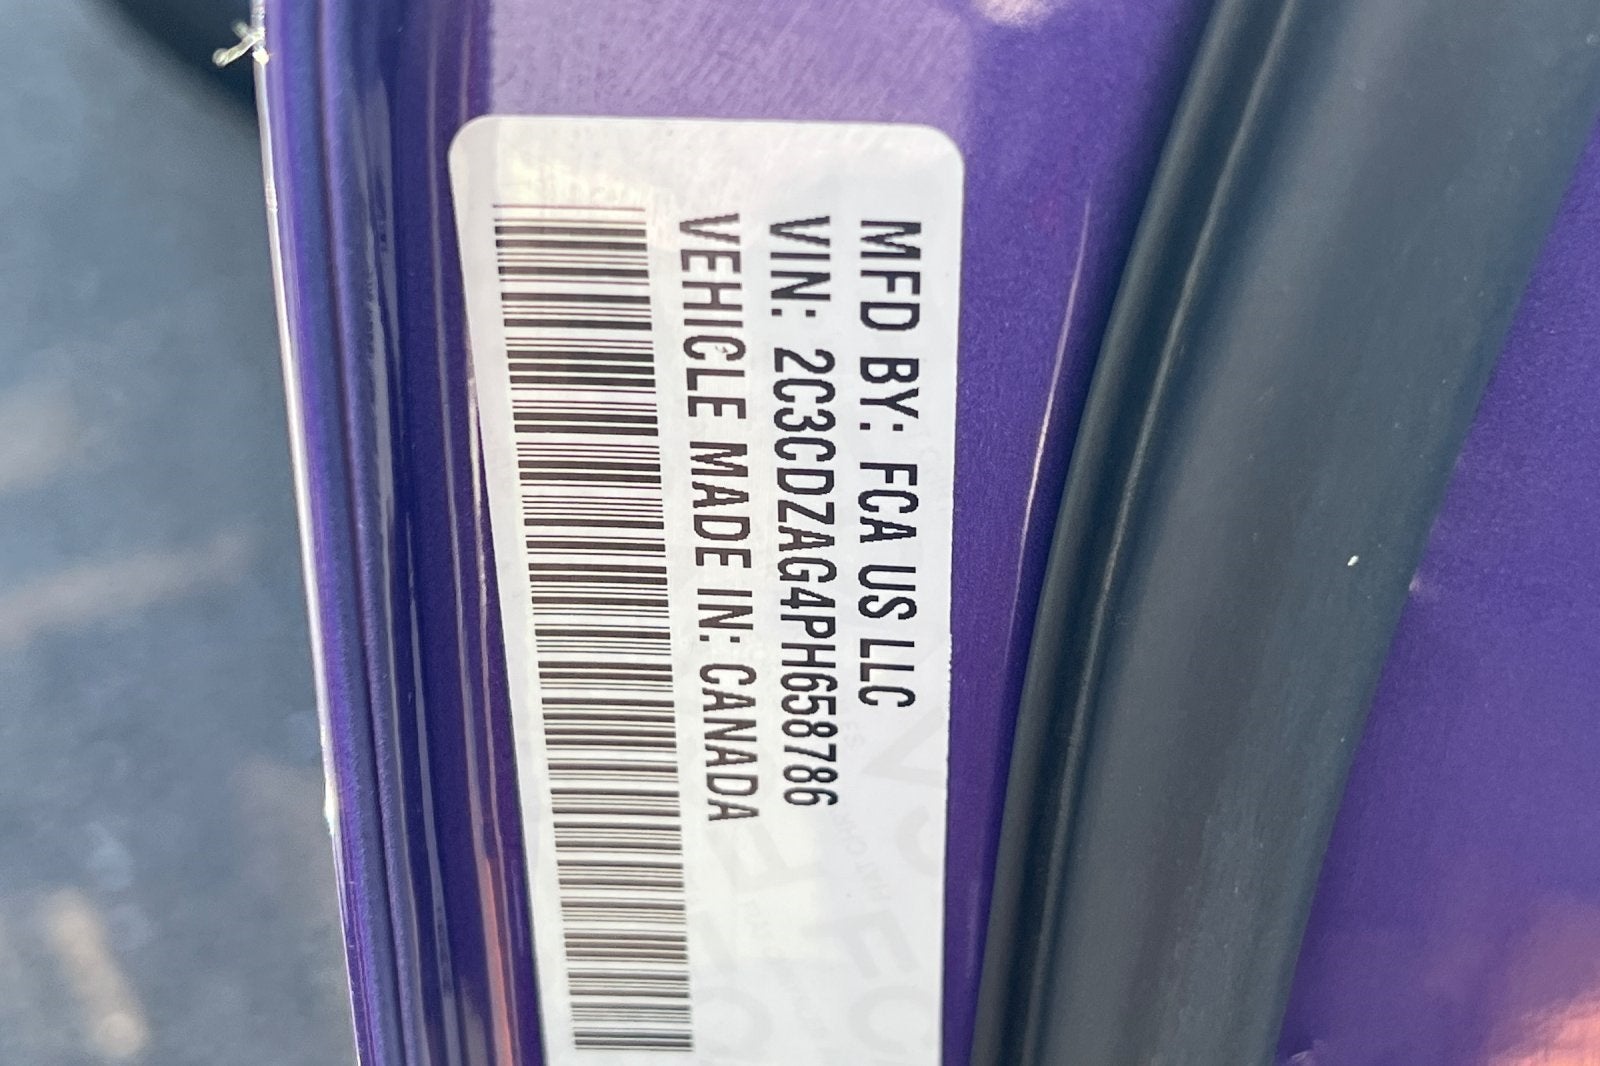 MFD BY: FCA US LLC
VIN: 2C3CDZAG4PH658786
VEHICLE MADE IN: CANADA